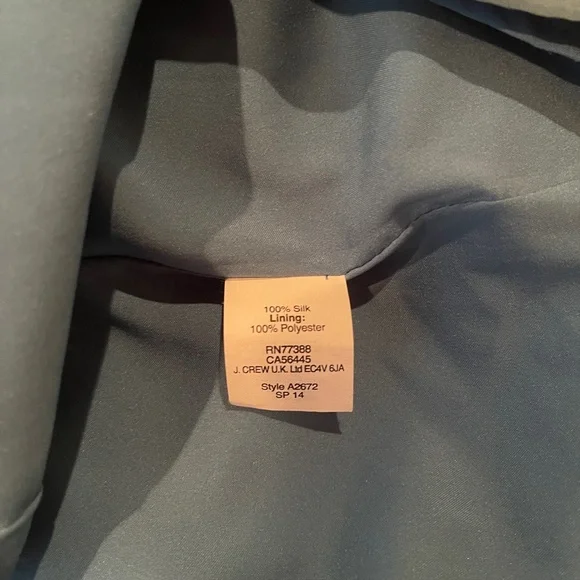 100% Silk
Lining:
100% Polyester
RN77388
CA56445
J. CREW U.K. Ltd EC4V 6JA
Style A2672
SP 14